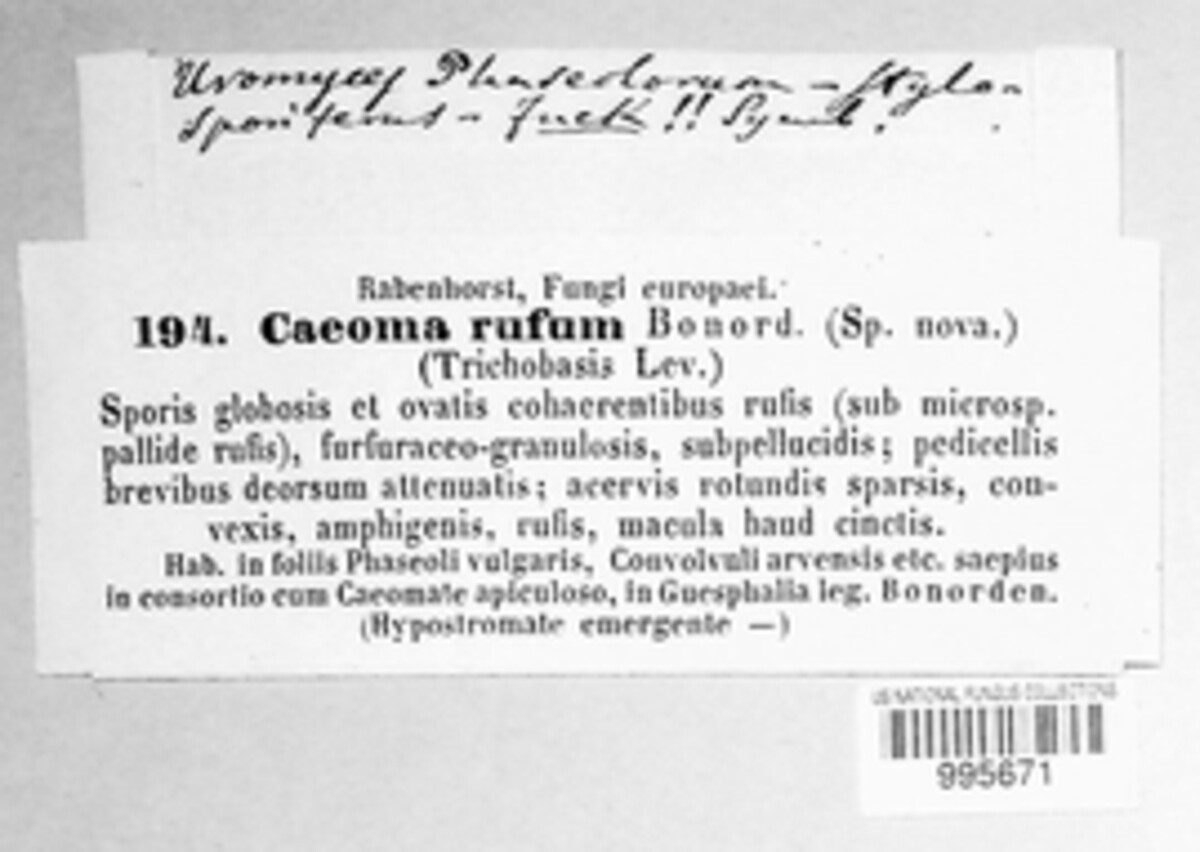 Uromyces Phaseolorum – Stylo-
sporiferus – Fuck!! Symb.
Rabenhorst, Fungi europaei.
194. Caeoma rufum Bonord. (Sp. nova.)
(Trichobasis Lev.)
Sporis globosis et ovatis cohaerentibus rufis (sub microsp.
pallide rufis), furfuraceo-granulosis, subpellucidis; pedicellis
brevibus deorsum attenuatis; acervis rotundis sparsis, con-
vexis, amphigenis, rufis, macula haud cinctis.
Hab. in foliis Phaseoli vulgaris, Convolvuli arvensis etc. saepius
in consortio cum Caeomate apiculoso, in Guesphalia leg. Bonorden.
(Hypostromate emergente —)
US NATIONAL FUNGUS COLLECTIONS
995671